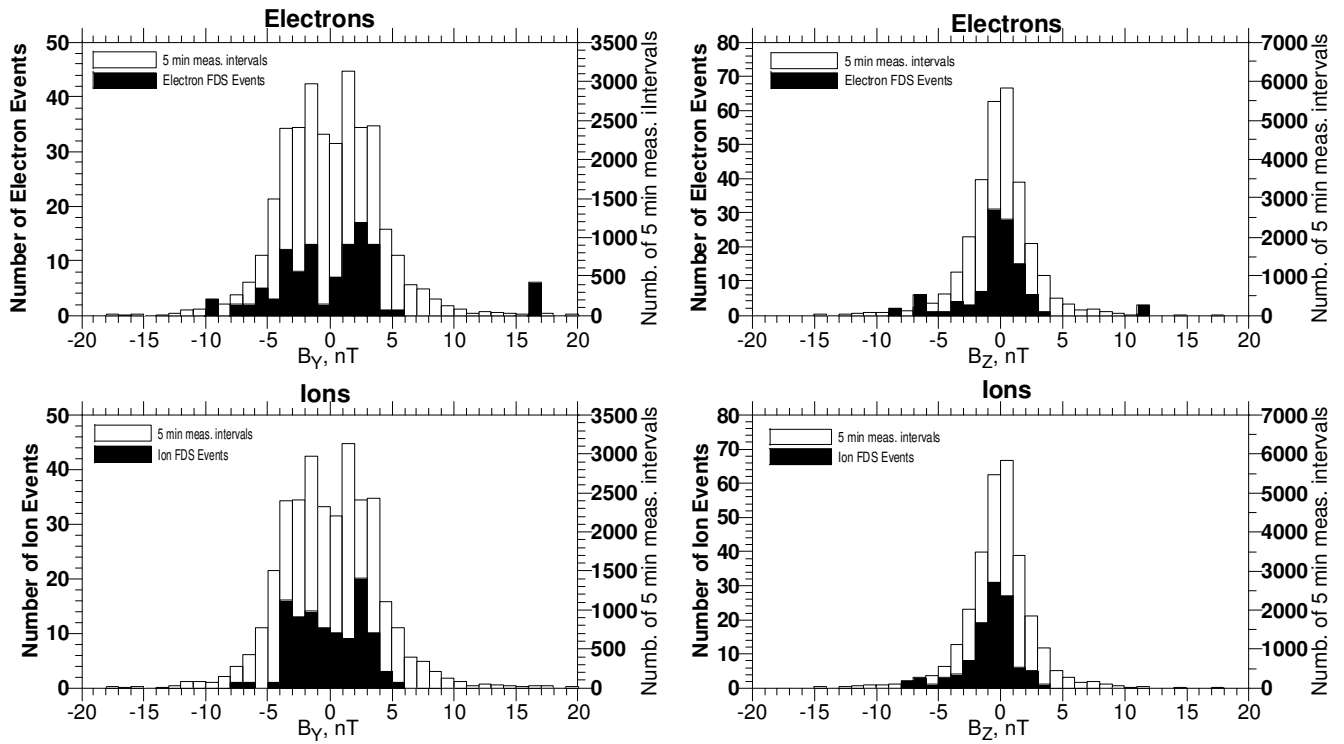 Electrons
50
40
30
20
10
0
Number of Electron Events
5 min meas. intervals
Electron FDS Events
3500
3000
2500
2000
1500
1000
500
0
Numb. of 5 min meas. iIntervals
-20 -15 -10 -5 0 5 10 15 20
BY, nT
Electrons
80
70
60
50
40
30
20
10
0
Number of Electron Events
5 min meas. intervals
Electron FDS Events
7000
6000
5000
4000
3000
2000
1000
0
Numb. of 5 min meas. intervals
-20 -15 -10 -5 0 5 10 15 20
BZ, nT
Ions
50
40
30
20
10
0
Number of Ion Events
5 min meas. intervals
Ion FDS Events
3500
3000
2500
2000
1500
1000
500
0
Numb. of 5 min meas. intervals
-20 -15 -10 -5 0 5 10 15 20
BY, nT
Ions
80
70
60
50
40
30
20
10
0
Number of Ion Events
5 min meas. intervals
Ion FDS Events
7000
6000
5000
4000
3000
2000
1000
0
Numb. of 5 min meas. intervals
-20 -15 -10 -5 0 5 10 15 20
BZ, nT